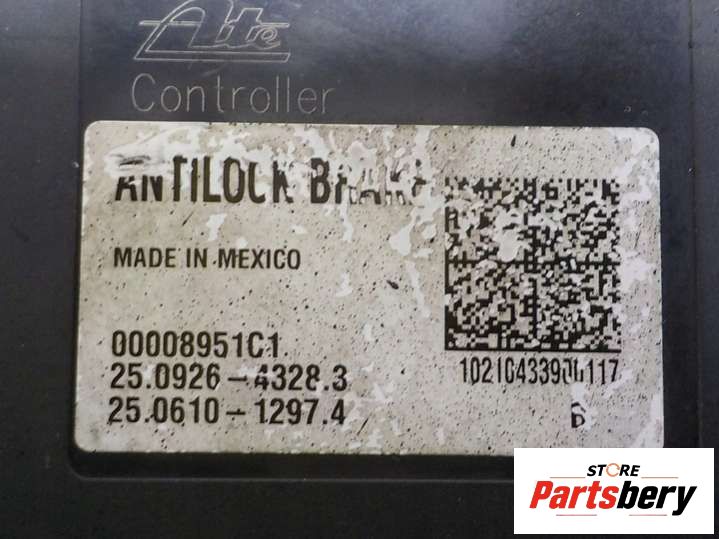 Ate
Controller
ANTILOCK BRAKE
MADE IN MEXICO
00008951C1
25.0926-4328.3
25.0610-1297.4
B
STORE
Partsbery